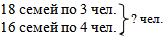 18 семей по 3 чел.
16 семей по 4 чел.
? чел.